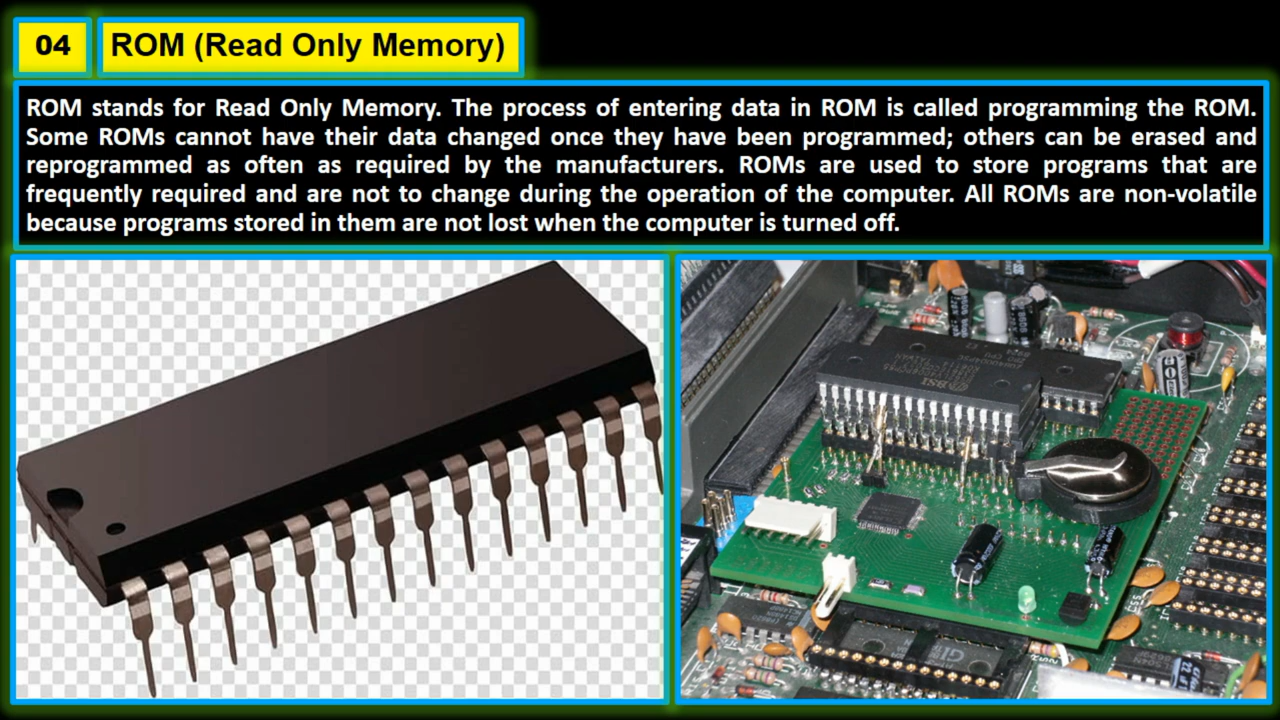 04
ROM (Read Only Memory)
ROM stands for Read Only Memory. The process of entering data in ROM is called programming the ROM.
Some ROMs cannot have their data changed once they have been programmed; others can be erased and
reprogrammed as often as required by the manufacturers. ROMs are used to store programs that are
frequently required and are not to change during the operation of the computer. All ROMs are non-volatile
because programs stored in them are not lost when the computer is turned off.